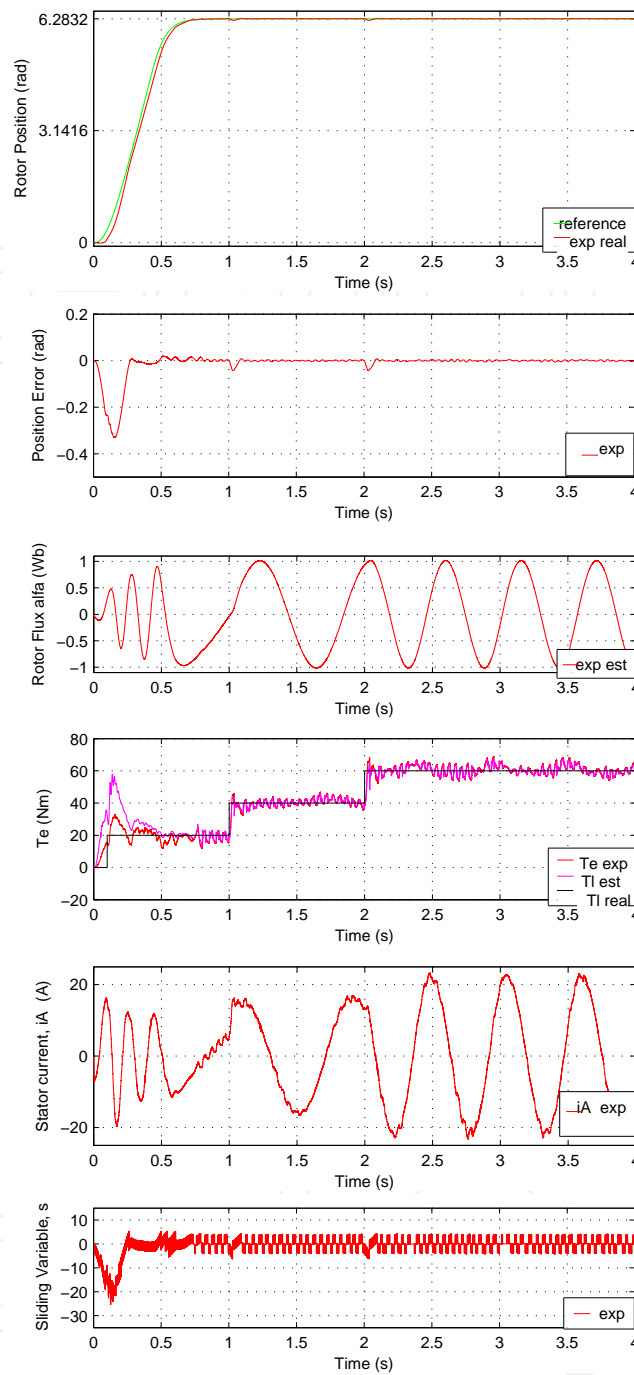 6.2832
3.1416
0
Rotor Position (rad)
reference
exp real
0 0.5 1 1.5 2 2.5 3 3.5 4
Time (s)
0.2
0
−0.2
−0.4
Position Error (rad)
exp
0 0.5 1 1.5 2 2.5 3 3.5 4
Time (s)
1
0.5
0
−0.5
−1
Rotor Flux alfa (Wb)
exp est
0 0.5 1 1.5 2 2.5 3 3.5 4
Time (s)
80
60
40
20
0
−20
Te (Nm)
Te exp
Tl est
Tl real
0 0.5 1 1.5 2 2.5 3 3.5 4
Time (s)
20
0
−20
Stator current, iA (A)
iA exp
0 0.5 1 1.5 2 2.5 3 3.5 4
Time (s)
10
0
−10
−20
−30
Sliding Variable, s
exp
0 0.5 1 1.5 2 2.5 3 3.5 4
Time (s)